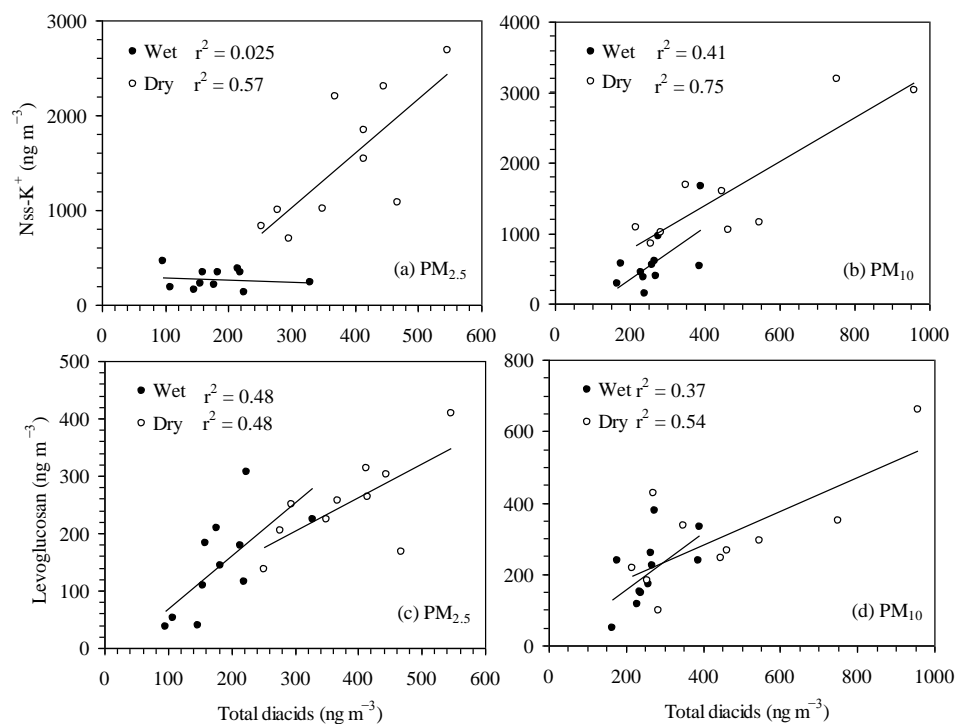 3000
Wet r² = 0.025
Dry r² = 0.57
2000
1000
0
0 100 200 300 400 500 600
Nss-K⁺ (ng m⁻³)
(a) PM₂.₅
4000
Wet r² = 0.41
Dry r² = 0.75
3000
2000
1000
0
0 200 400 600 800 1000
(b) PM₁₀
500
Wet r² = 0.48
Dry r² = 0.48
400
300
200
100
0
0 100 200 300 400 500 600
Levoglucosan (ng m⁻³)
(c) PM₂.₅
Total diacids (ng m⁻³)
800
Wet r² = 0.37
Dry r² = 0.54
600
400
200
0
0 200 400 600 800 1000
(d) PM₁₀
Total diacids (ng m⁻³)